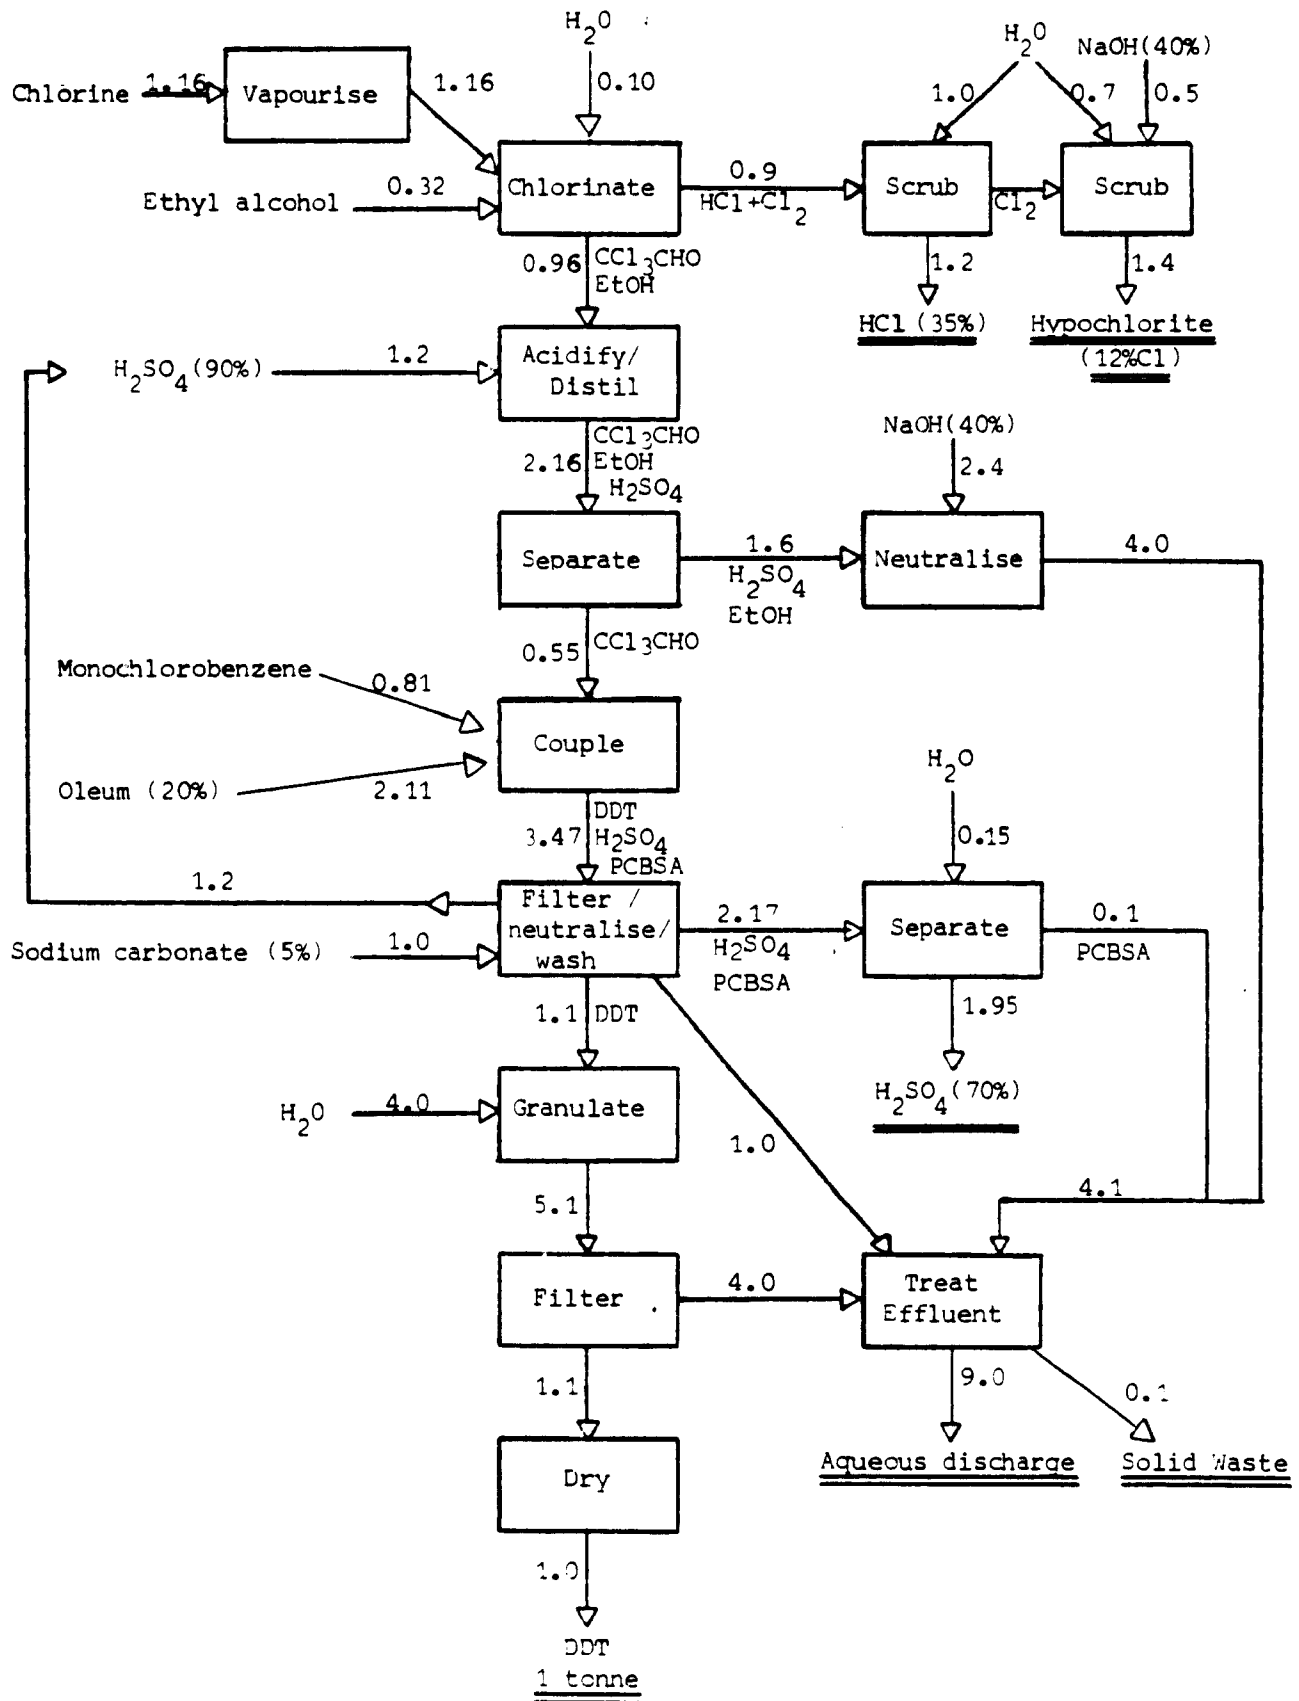 H2O
H2O
NaOH(40%)
Chlorine 1.16
Vapourise
1.16
0.10
1.0
0.7
0.5
Ethyl alcohol
0.32
Chlorinate
0.9
HCl+Cl2
Scrub
Cl2
Scrub
0.96
CCl3CHO
EtOH
1.2
1.4
HCl (35%)
Hypochlorite
(12%Cl)
H2SO4(90%)
1.2
Acidify/
Distil
2.16
CCl3CHO
EtOH
H2SO4
NaOH(40%)
2.4
Separate
1.6
H2SO4
EtOH
Neutralise
4.0
0.55
CCl3CHO
Monochlorobenzene
0.81
Couple
Oleum (20%)
2.11
H2O
0.15
3.47
DDT
H2SO4
PCBSA
1.2
Filter /
neutralise/
wash
Sodium carbonate (5%)
1.0
2.17
H2SO4
PCBSA
Separate
0.1
PCBSA
1.1
DDT
1.95
H2SO4(70%)
H2O
4.0
Granulate
1.0
5.1
4.1
Filter
4.0
Treat
Effluent
1.1
9.0
0.1
Aqueous discharge
Solid Waste
Dry
1.0
DDT
1 tonne